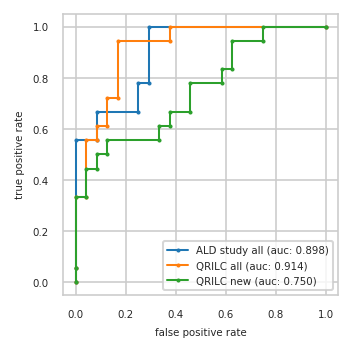 true positive rate
1.0
0.8
0.6
0.4
0.2
0.0
ALD study all (auc: 0.898)
QRILC all (auc: 0.914)
QRILC new (auc: 0.750)
0.0 0.2 0.4 0.6 0.8 1.0
false positive rate